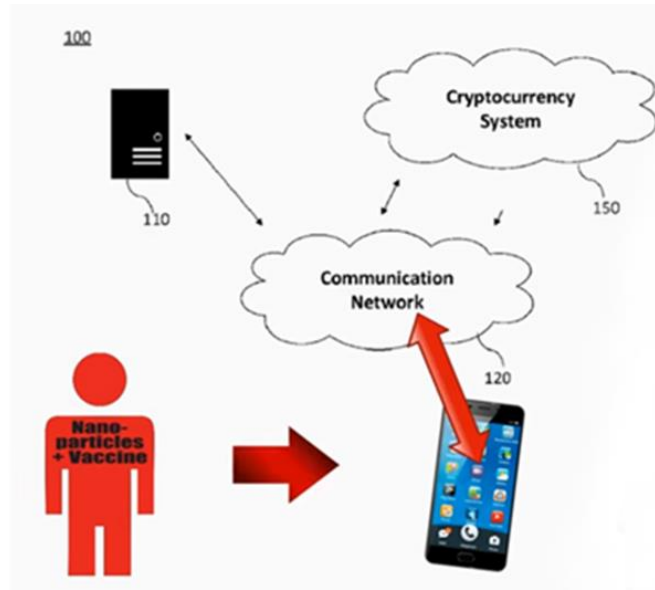 100
Cryptocurrency
System
110
150
Communication
Network
120
Nano-
particles
+ Vaccine